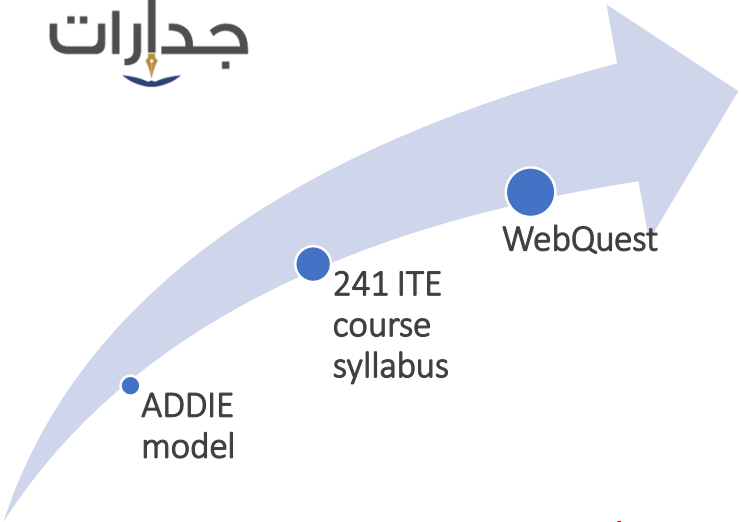 جدارات
WebQuest
241 ITE
course
syllabus
ADDIE
model